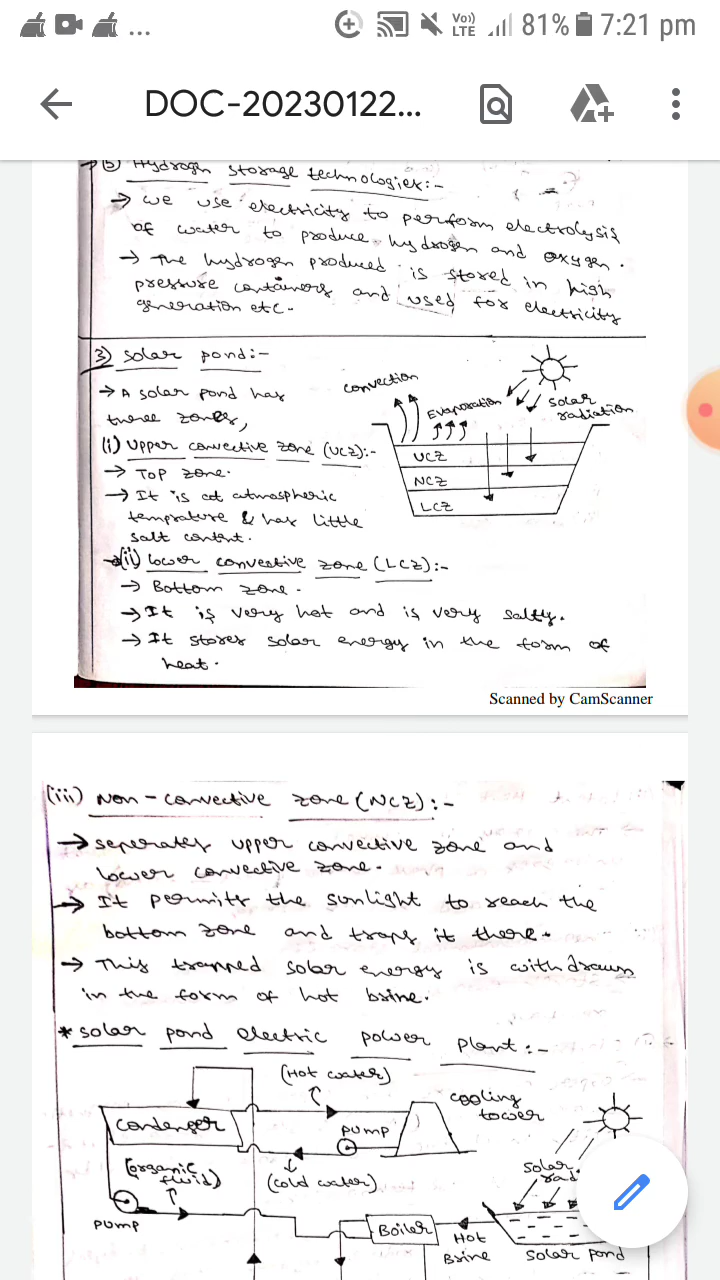 Vo))
LTE
81%
7:21 pm
DOC-20230122...
5) Hydrogen storage technologies:-
→ we use electricity to perform electrolysis
of water to produce hydrogen and oxygen.
→ The hydrogen produced is stored in high
pressure containers and used for electricity
generation etc.
3) solar pond:-
→ A solar pond has
three zones,
(i) Upper convective zone (UCZ):-
→ Top zone.
→ It is at atmospheric
temprature & has little
salt content.
convection
Evaporation
solar
radiation
UCZ
NCZ
LCZ
(ii) lower convective zone (LCZ):-
→ Bottom zone.
→ It is very hot and is very salty.
→ It stores solar energy in the form of
heat.
Scanned by CamScanner
(iii) Non-convective zone (NCZ):-
→ seperates upper convective zone and
lower convective zone.
→ It permits the sunlight to reach the
bottom zone and traps it there.
→ This trapped solar energy is withdrawn
in the form of hot brine.
* solar pond electric power plant:-
(Hot water)
cooling
tower
condenser
pump
(organic
fluid)
(cold water)
solar
rad
pump
Boiler
Hot
Brine
solar pond